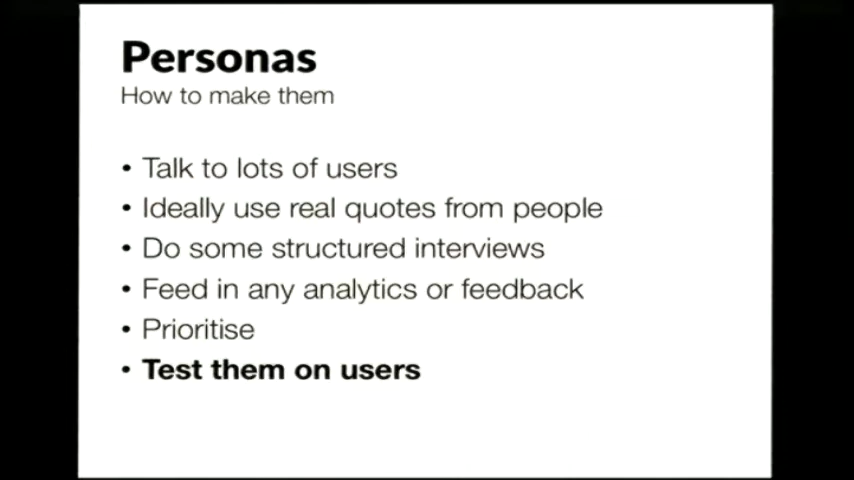 Personas
How to make them
• Talk to lots of users
• Ideally use real quotes from people
• Do some structured interviews
• Feed in any analytics or feedback
• Prioritise
• Test them on users